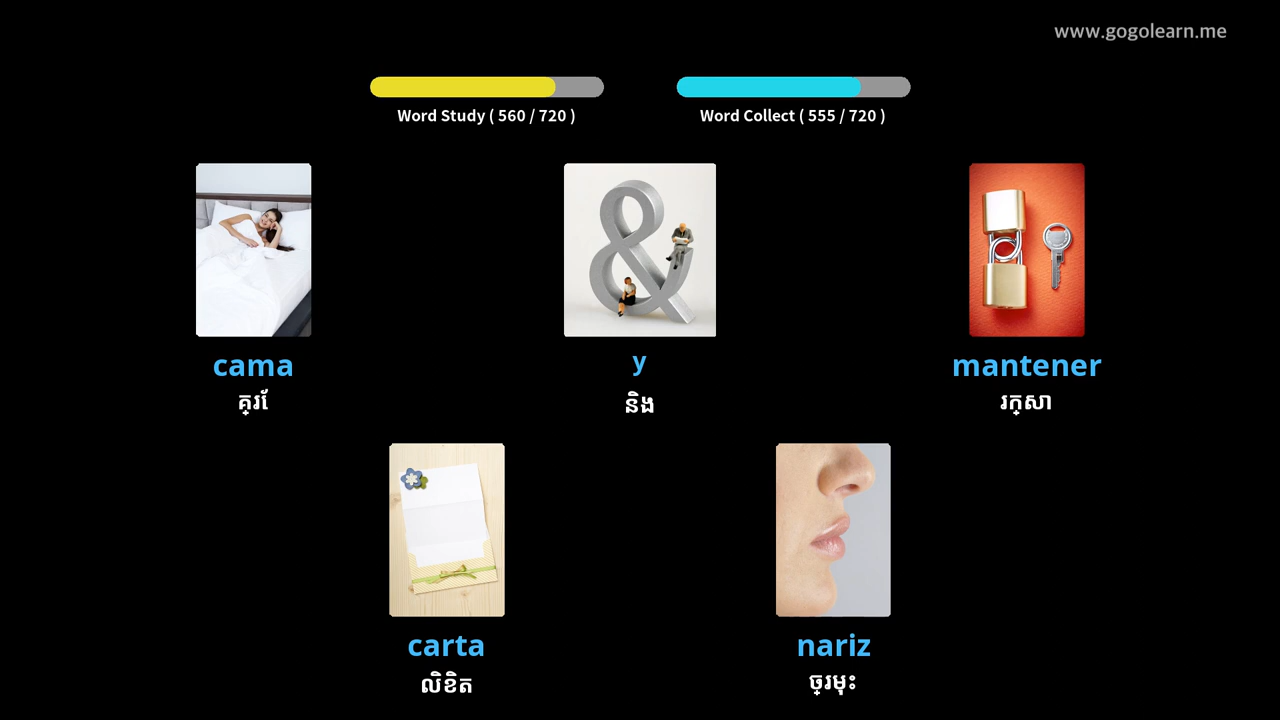 www.gogolearn.me
Word Study ( 560 / 720 )
Word Collect ( 555 / 720 )
cama
គ្រែ
y
និង
mantener
រក្សា
carta
លិខិត
nariz
ច្រមុះ